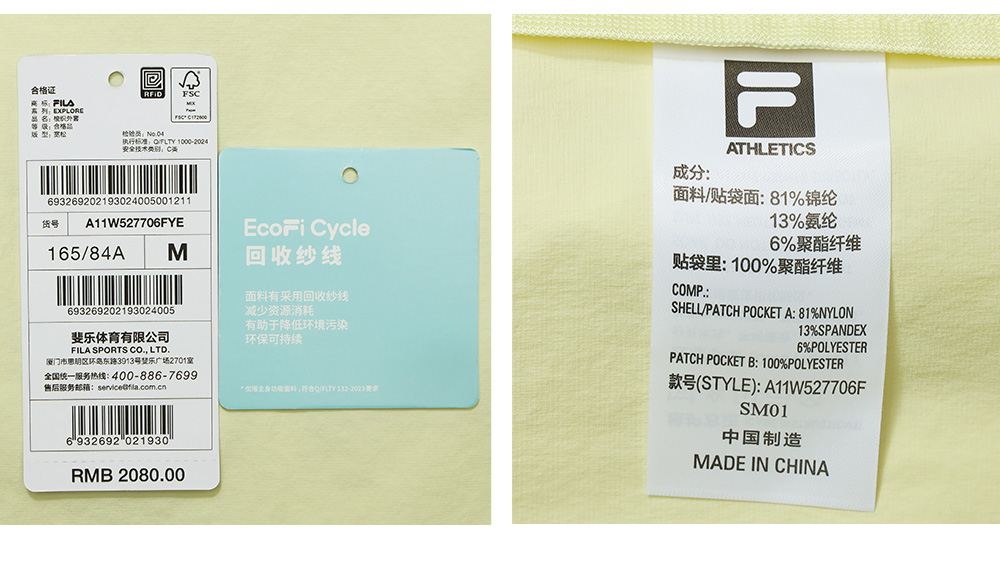 合格证
RFiD
FSC
MIX
Paper
FSC® C172900
商 标: FILA
系 列: EXPLORE
品 名: 梭织外套
等 级: 合格品
版 型: 宽松
检验员: No.04
执行标准: Q/FLTY 1000-2024
安全技术类别: C类
69326920219302400500121​1
货号 A11W527706FYE
165/84A M
693269202193024005
斐乐体育有限公司
FILA SPORTS CO., LTD.
厦门市思明区环岛东路3913号斐乐广场2701室
全国统一服务热线: 400-886-7699
售后服务邮箱: service@fila.com.cn
6 932692 021930
RMB 2080.00
EcoFi Cycle
回收纱线
面料有采用回收纱线
减少资源消耗
有助于降低环境污染
环保可持续
F
ATHLETICS
成分:
面料/贴袋面: 81%锦纶
13%氨纶
6%聚酯纤维
贴袋里: 100%聚酯纤维
COMP.:
SHELL/PATCH POCKET A: 81%NYLON
13%SPANDEX
6%POLYESTER
PATCH POCKET B: 100%POLYESTER
款号(STYLE): A11W527706F
SM01
中国制造
MADE IN CHINA